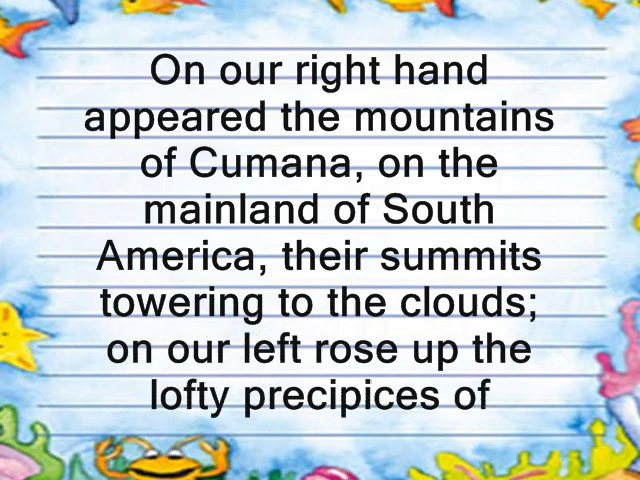 On our right hand
appeared the mountains
of Cumana, on the
mainland of South
America, their summits
towering to the clouds;
on our left rose up the
lofty precipices of